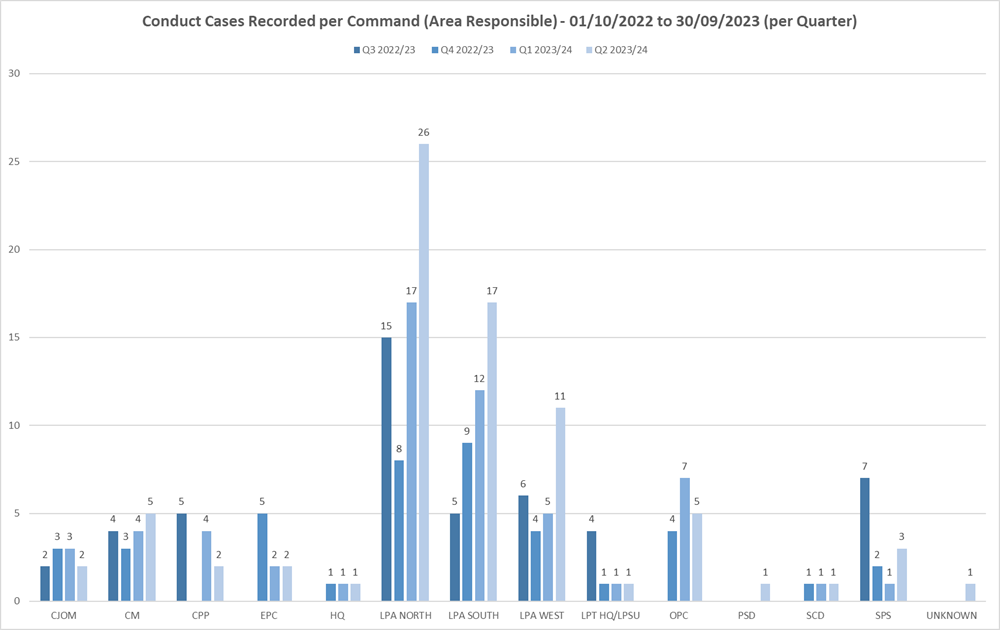 Conduct Cases Recorded per Command (Area Responsible) - 01/10/2022 to 30/09/2023 (per Quarter)
Q3 2022/23 Q4 2022/23 Q1 2023/24 Q2 2023/24
30
25
20
15
10
5
0
2 3 3 2
4 3 4 5
5 4 2
5 2 2
1 1 1
15 8 17 26
5 9 12 17
6 4 5 11
4 1 1 1
4 7 5
1
1 1 1
7 2 1 3
1
CJOM CM CPP EPC HQ LPA NORTH LPA SOUTH LPA WEST LPT HQ/LPSU OPC PSD SCD SPS UNKNOWN